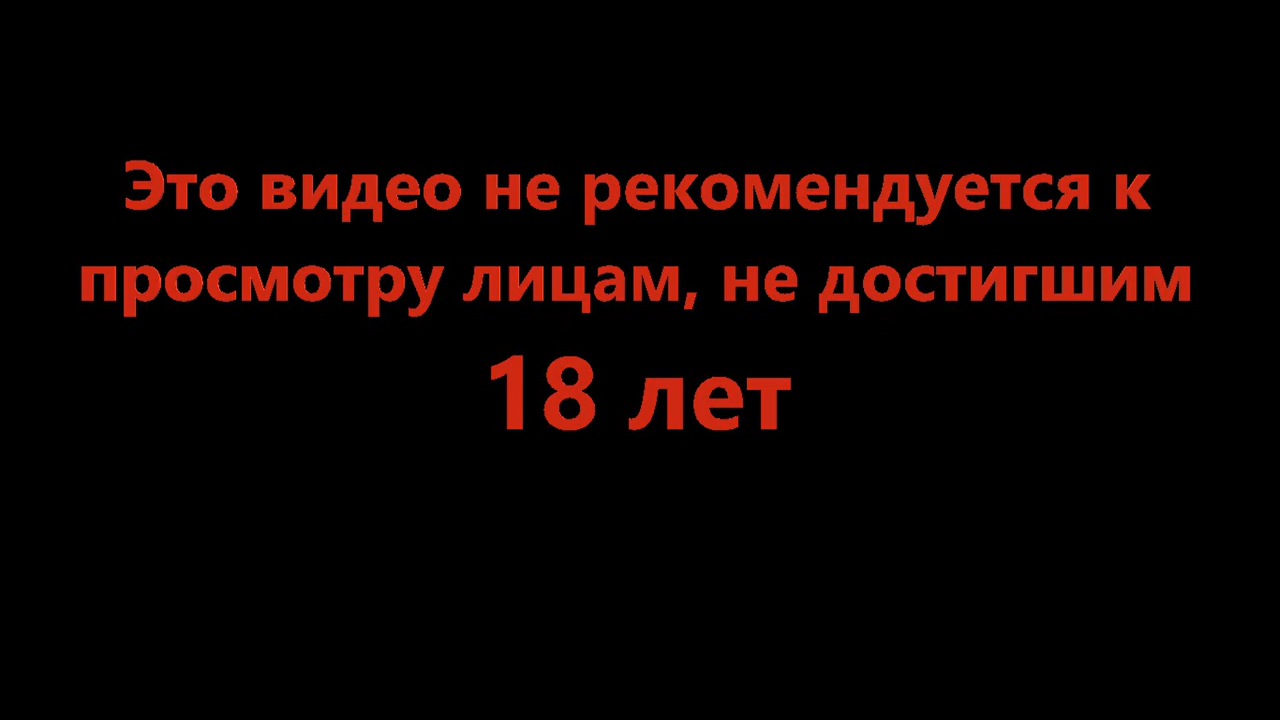 Это видео не рекомендуется к
просмотру лицам, не достигшим
18 лет